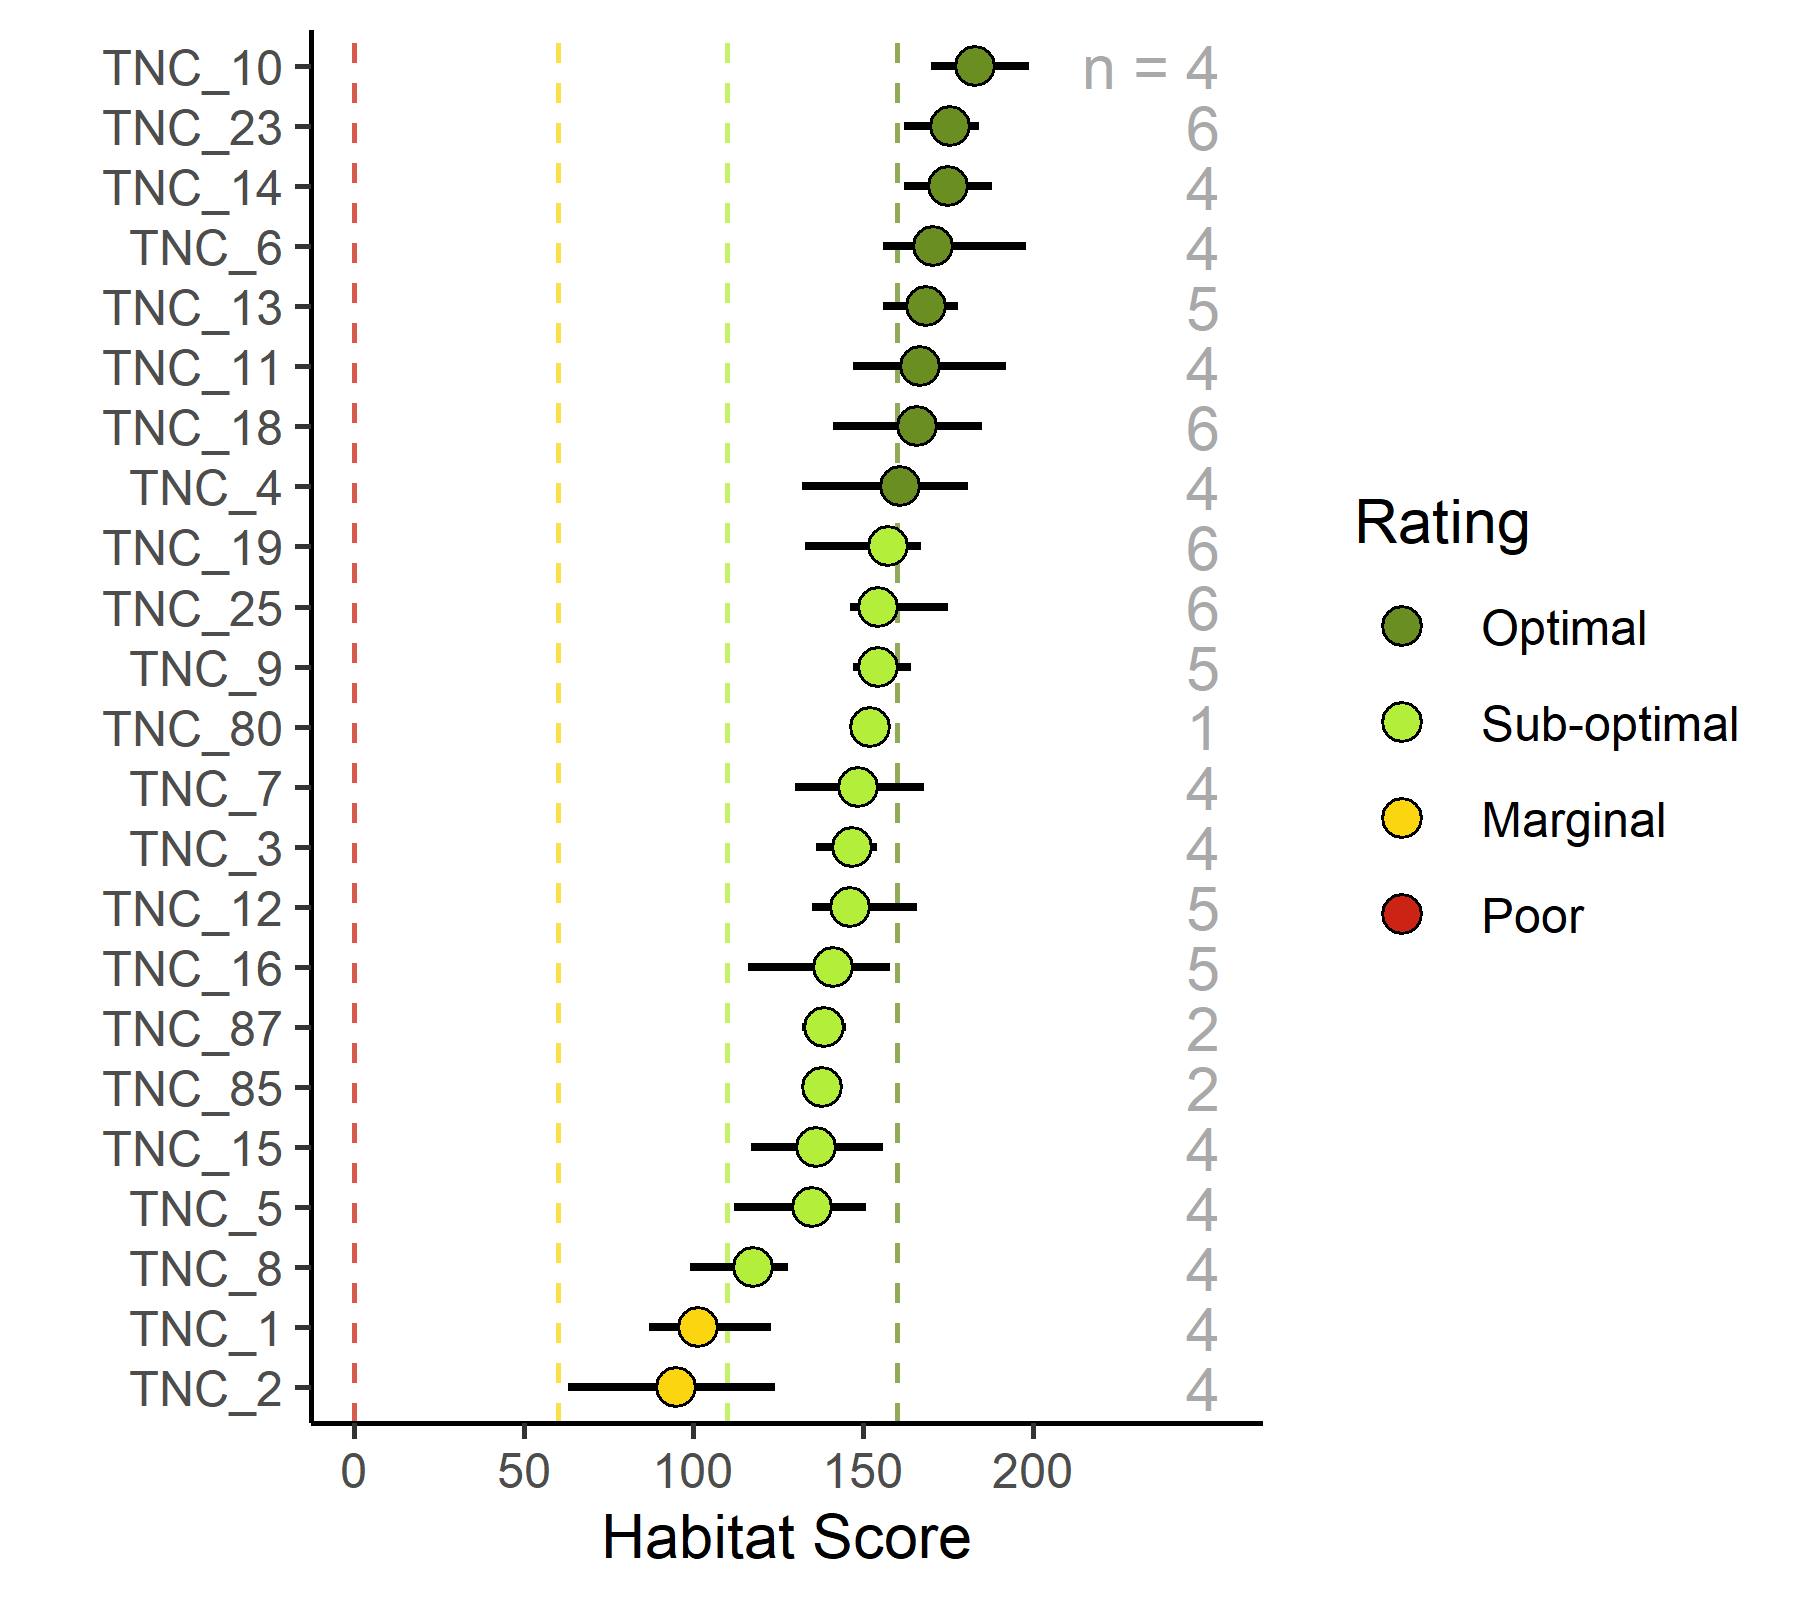 TNC_10 n = 4
TNC_23 6
TNC_14 4
TNC_6 4
TNC_13 5
TNC_11 4
TNC_18 6
TNC_4 4
TNC_19 6
TNC_25 6
TNC_9 5
TNC_80 1
TNC_7 4
TNC_3 4
TNC_12 5
TNC_16 5
TNC_87 2
TNC_85 2
TNC_15 4
TNC_5 4
TNC_8 4
TNC_1 4
TNC_2 4
0 50 100 150 200
Habitat Score
Rating
Optimal
Sub-optimal
Marginal
Poor